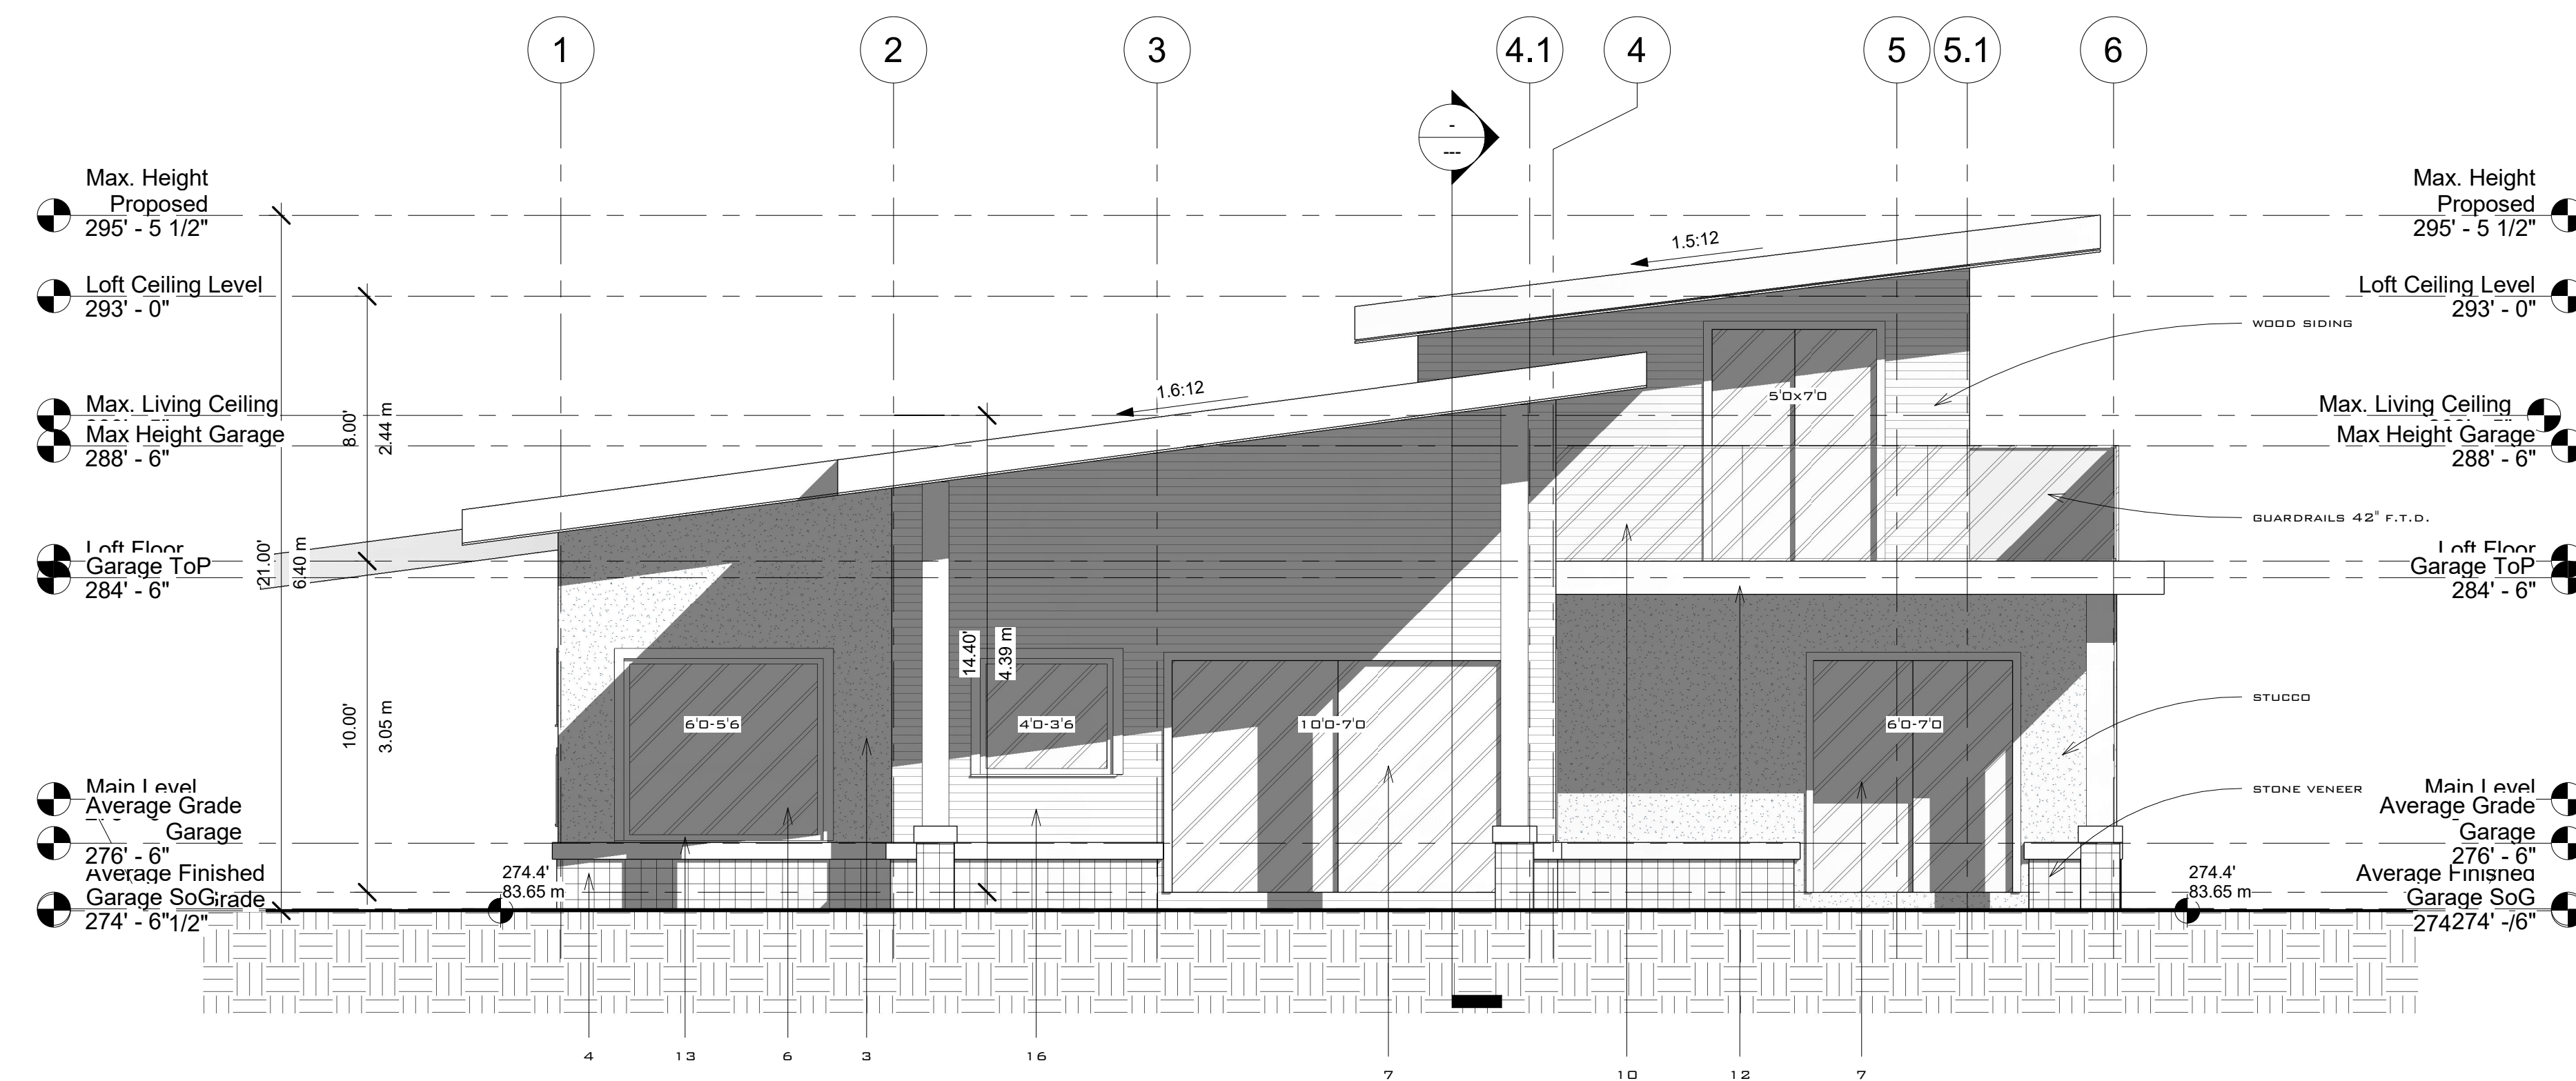 1
2
3
4.1
4
5
5.1
6
-
---
Max. Height
Proposed
295' - 5 1/2"
Loft Ceiling Level
293' - 0"
Max. Living Ceiling
Max Height Garage
288' - 6"
Loft Floor
Garage ToP
284' - 6"
Main Level
Average Grade
Garage
276' - 6"
Average Finished
Garage SoG
274' - 6"
1/2"
21.00'
6.40 m
8.00'
2.44 m
10.00'
3.05 m
14.40'
4.39 m
274.4'
83.65 m
1.6:12
1.5:12
5'0x7'0
6'0-5'6
4'0-3'6
10'0-7'0
6'0-7'0
274.4'
83.65 m
WOOD SIDING
GUARDRAILS 42" F.T.D.
STUCCO
STONE VENEER
Max. Height
Proposed
295' - 5 1/2"
Loft Ceiling Level
293' - 0"
Max. Living Ceiling
Max Height Garage
288' - 6"
Loft Floor
Garage ToP
284' - 6"
Main Level
Average Grade
Garage
276' - 6"
Average Finished
Garage SoG
274' - 6"
4
13
6
3
16
7
10
12
7